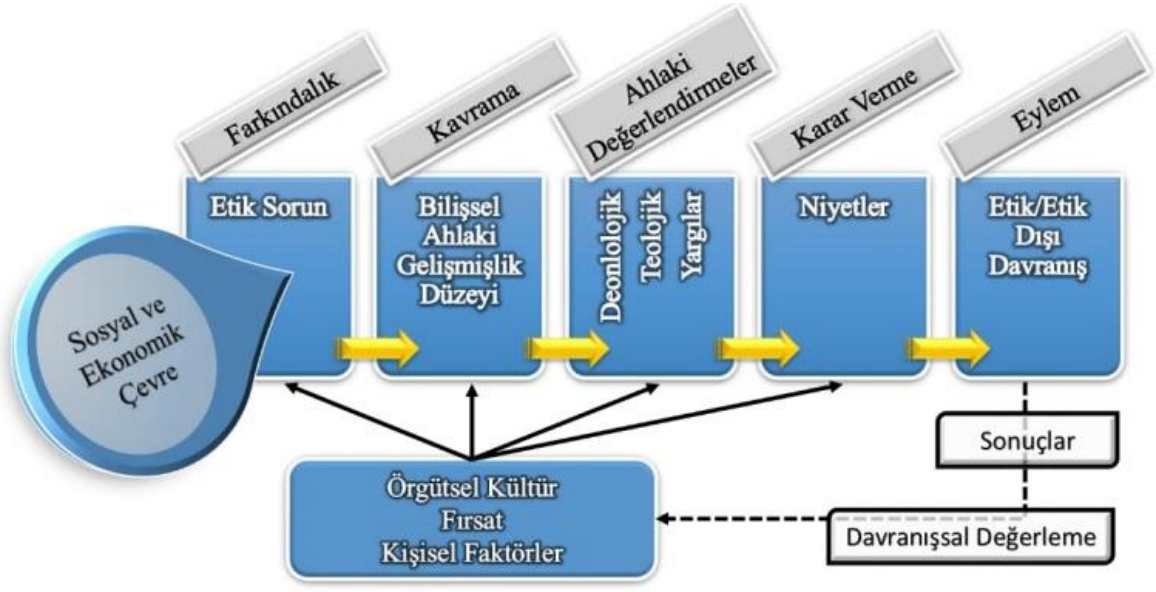 Farkındalık
Kavrama
Ahlaki
Değerlendirmeler
Karar Verme
Eylem
Etik Sorun
Bilişsel
Ahlaki
Gelişmişlik
Düzeyi
Deonlolojik
Teolojik
Yargılar
Niyetler
Etik/Etik
Dışı
Davranış
Sosyal ve
Ekonomik
Çevre
Sonuçlar
Örgütsel Kültür
Fırsat
Kişisel Faktörler
Davranışsal Değerleme